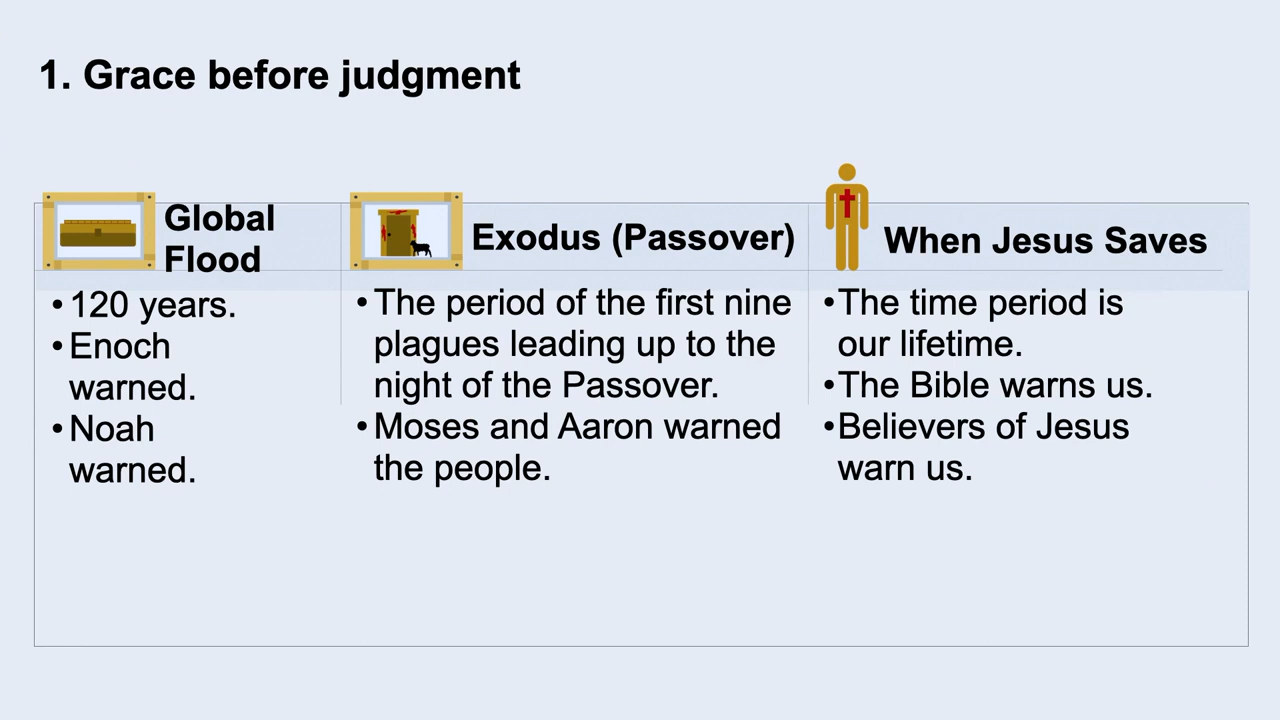 1. Grace before judgment
Global
Flood
• 120 years.
• Enoch
warned.
• Noah
warned.
Exodus (Passover)
• The period of the first nine
plagues leading up to the
night of the Passover.
• Moses and Aaron warned
the people.
When Jesus Saves
• The time period is
our lifetime.
• The Bible warns us.
• Believers of Jesus
warn us.